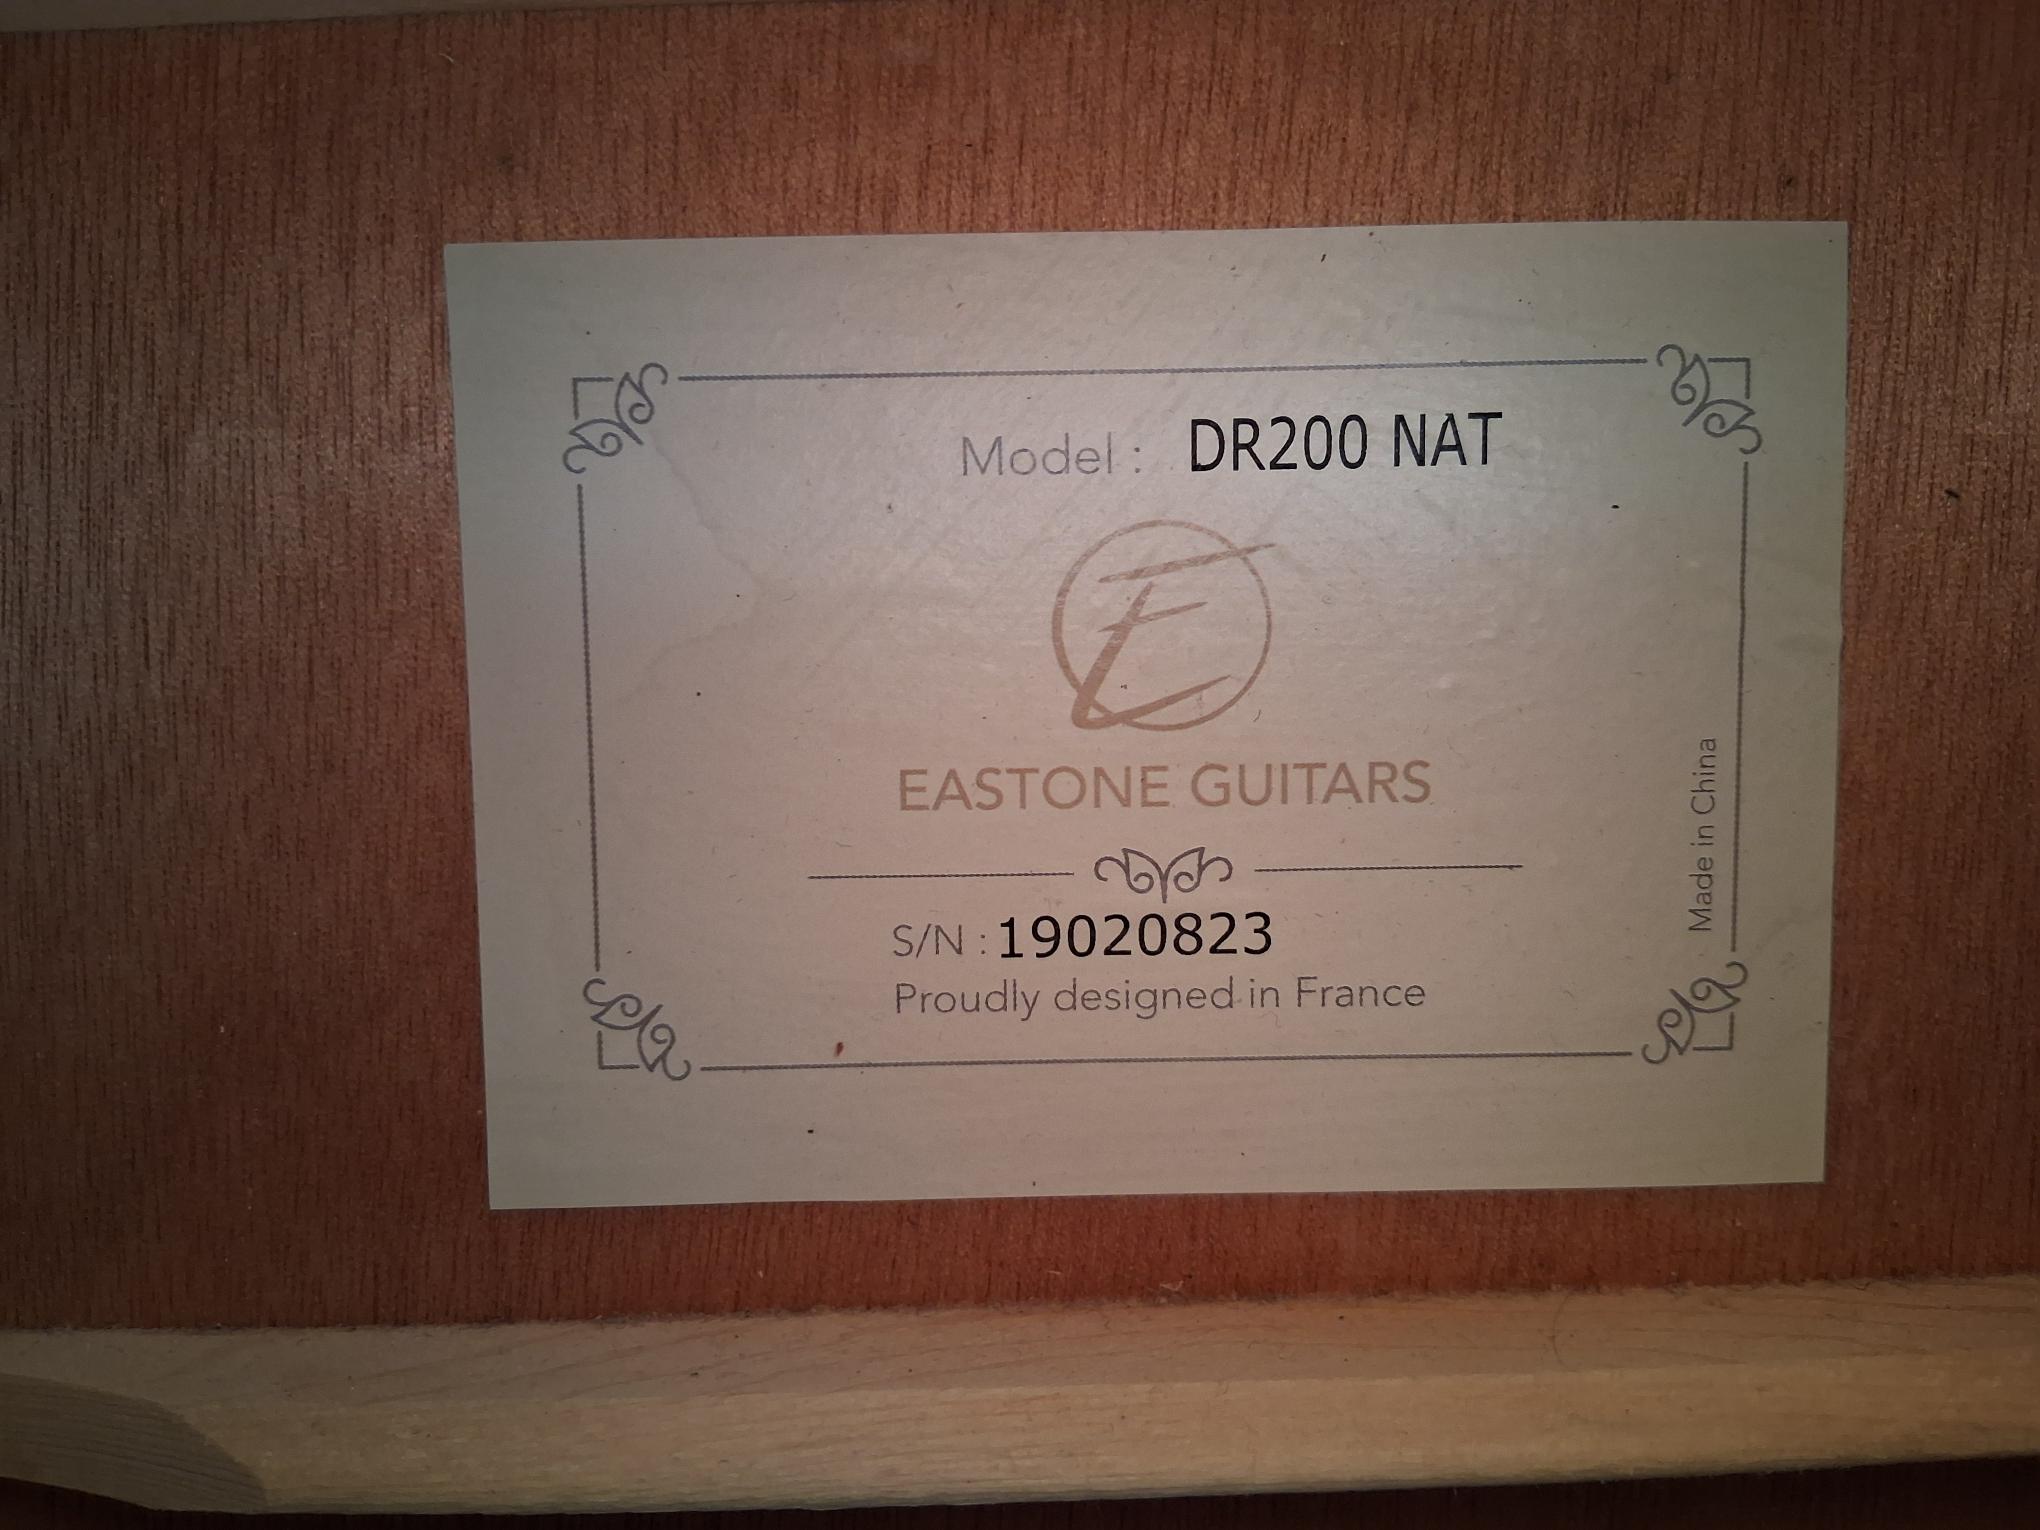 Model : DR200 NAT
E
EASTONE GUITARS
S/N : 19020823
Proudly designed in France
Made in China